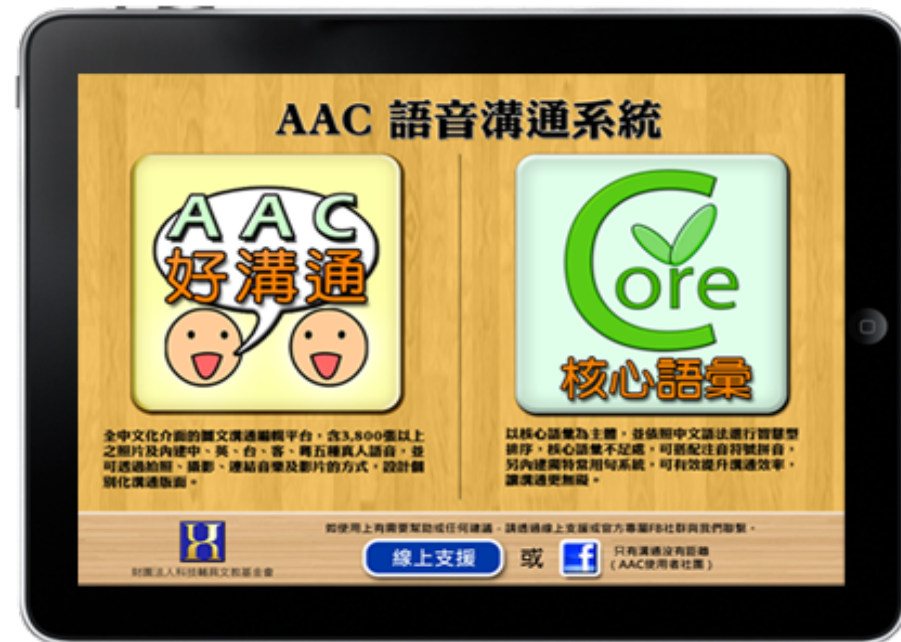 AAC 語音溝通系統
AAC
好溝通
全中文化介面的圖文溝通編輯平台，含3,800張以上
之照片及內建中、英、台、客、粵五種真人語音，並
可透過拍照、攝影、連結音樂及影片的方式，設計個
別化溝通版面。
Core
核心語彙
以核心語彙為主體，並依照中文語法進行智慧型
排序，核心語彙不足處，可搭配注音符號拼音，
另內建獨特常用句系統，可有效提升溝通效率，
讓溝通更無礙。
如使用上有需要幫助或任何建議，請透過線上支援或官方專屬FB社群與我們聯繫。
財團法人科技輔具文教基金會
線上支援
或
f
只有溝通沒有距離
（AAC使用者社團）